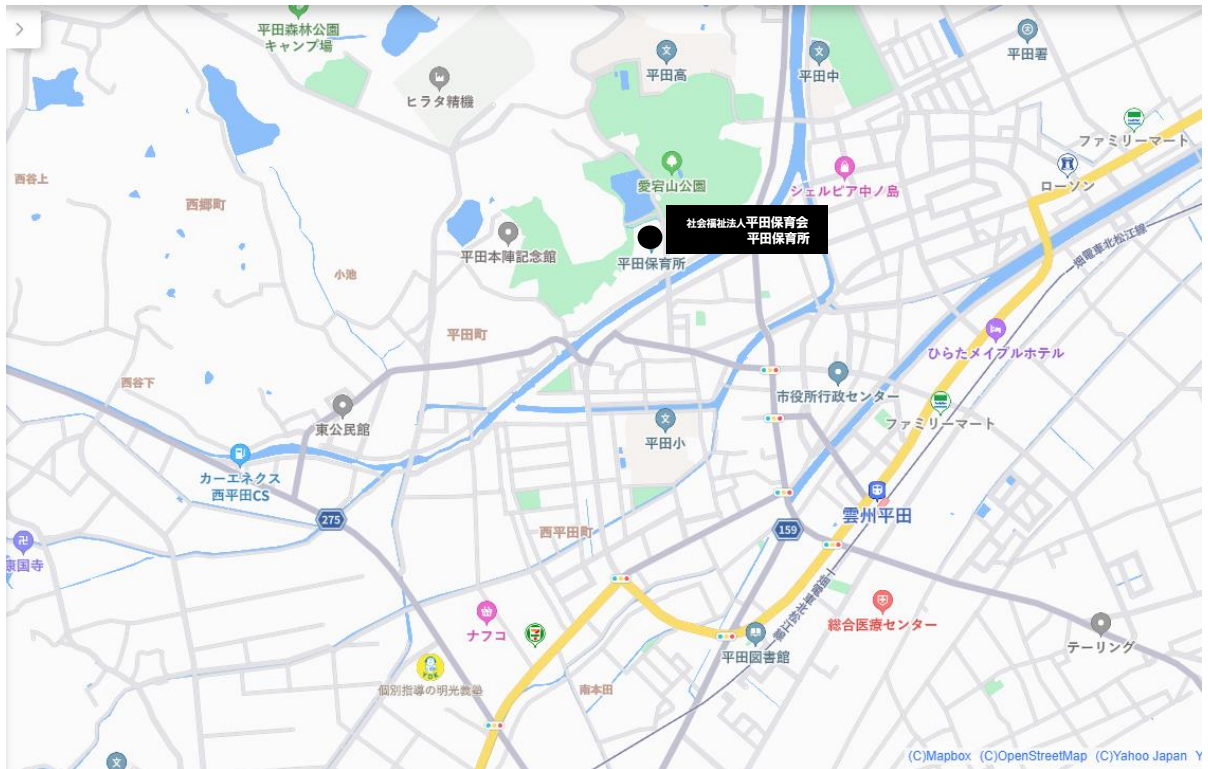 平田森林公園
キャンプ場
平田高
平田中
平田署
ヒラタ精機
ファミリーマート
ローソン
西谷上
西郷町
愛宕山公園
シェルピア中ノ島
社会福祉法人平田保育会
平田保育所
平田本陣記念館
平田保育所
小池
畑電車北松江線
平田町
ひらたメイプルホテル
西谷下
市役所行政センター
東公民館
平田小
ファミリーマート
カーエネクス
西平田CS
275
西平田町
159
雲州平田
康国寺
一畑電車北松江線
ナフコ
総合医療センター
テーリング
平田図書館
個別指導の明光義塾
南本田
(C)Mapbox (C)OpenStreetMap (C)Yahoo Japan Y